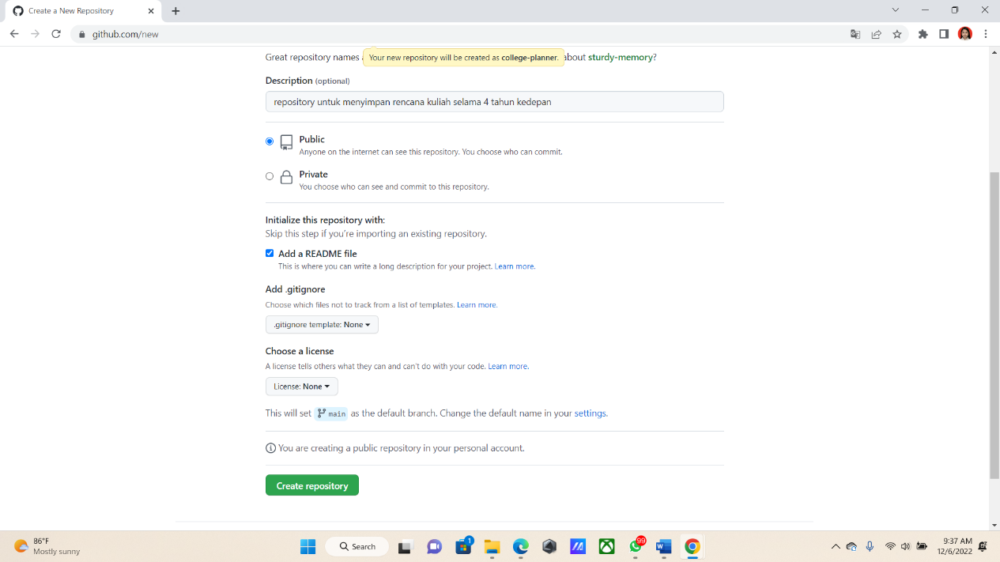 Create a New Repository
github.com/new
Great repository names
Your new repository will be created as college-planner.
about sturdy-memory?
Description (optional)
repository untuk menyimpan rencana kuliah selama 4 tahun kedepan
Public
Anyone on the internet can see this repository. You choose who can commit.
Private
You choose who can see and commit to this repository.
Initialize this repository with:
Skip this step if you're importing an existing repository.
Add a README file
This is where you can write a long description for your project. Learn more.
Add .gitignore
Choose which files not to track from a list of templates. Learn more.
.gitignore template: None
Choose a license
A license tells others what they can and can't do with your code. Learn more.
License: None
This will set main as the default branch. Change the default name in your settings.
You are creating a public repository in your personal account.
Create repository
86°F
Mostly sunny
Search
1
99
9:37 AM
12/6/2022